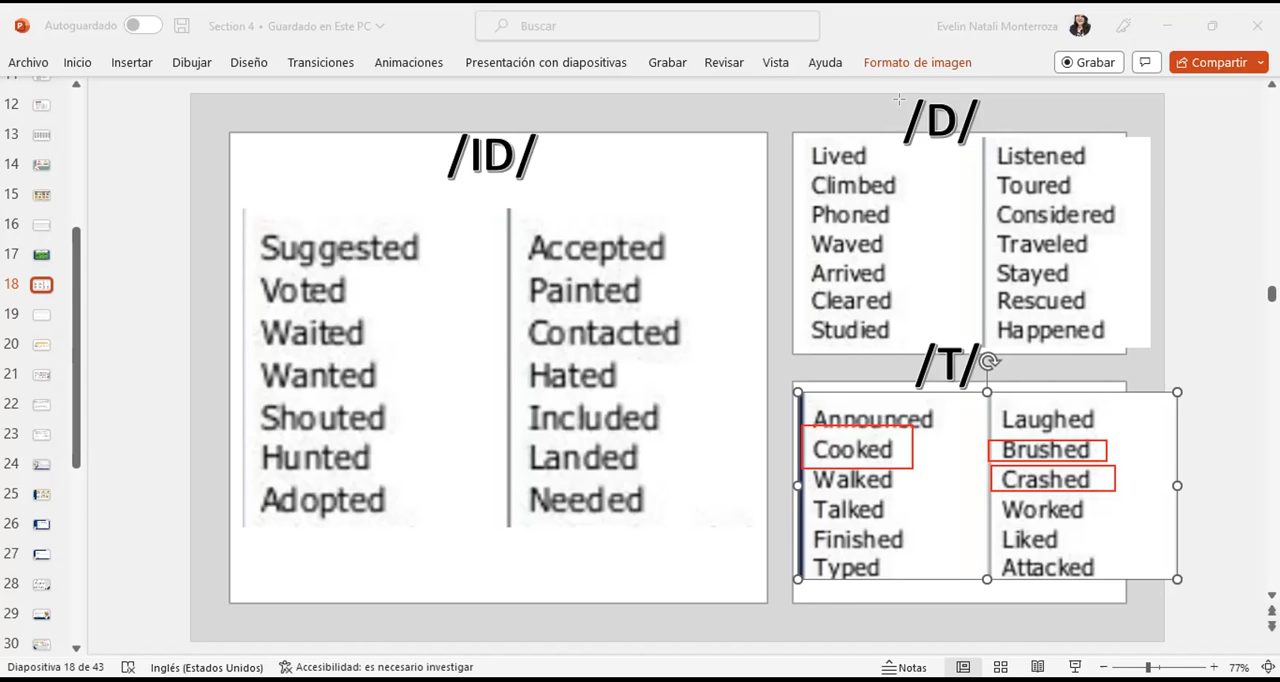 Autoguardado Section 4 • Guardado en Este PC Buscar Evelin Natali Monterroza
Archivo Inicio Insertar Dibujar Diseño Transiciones Animaciones Presentación con diapositivas Grabar Revisar Vista Ayuda Formato de imagen Grabar Compartir
12
13
14
15
16
17
18
19
20
21
22
23
24
25
26
27
28
29
30
/ID/
Suggested Accepted
Voted Painted
Waited Contacted
Wanted Hated
Shouted Included
Hunted Landed
Adopted Needed
/D/
Lived Listened
Climbed Toured
Phoned Considered
Waved Traveled
Arrived Stayed
Cleared Rescued
Studied Happened
/T/
Announced Laughed
Cooked Brushed
Walked Crashed
Talked Worked
Finished Liked
Typed Attacked
Diapositiva 18 de 43 Inglés (Estados Unidos) Accesibilidad: es necesario investigar Notas 77%